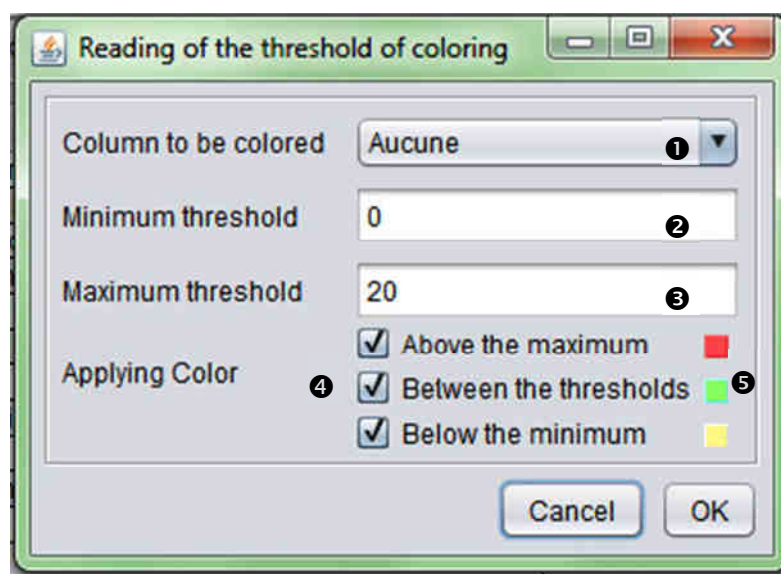 Reading of the threshold of coloring
Column to be colored Aucune ❶
Minimum threshold 0 ❷
Maximum threshold 20 ❸
Applying Color
Above the maximum
❹ Between the thresholds ❺
Below the minimum
Cancel OK